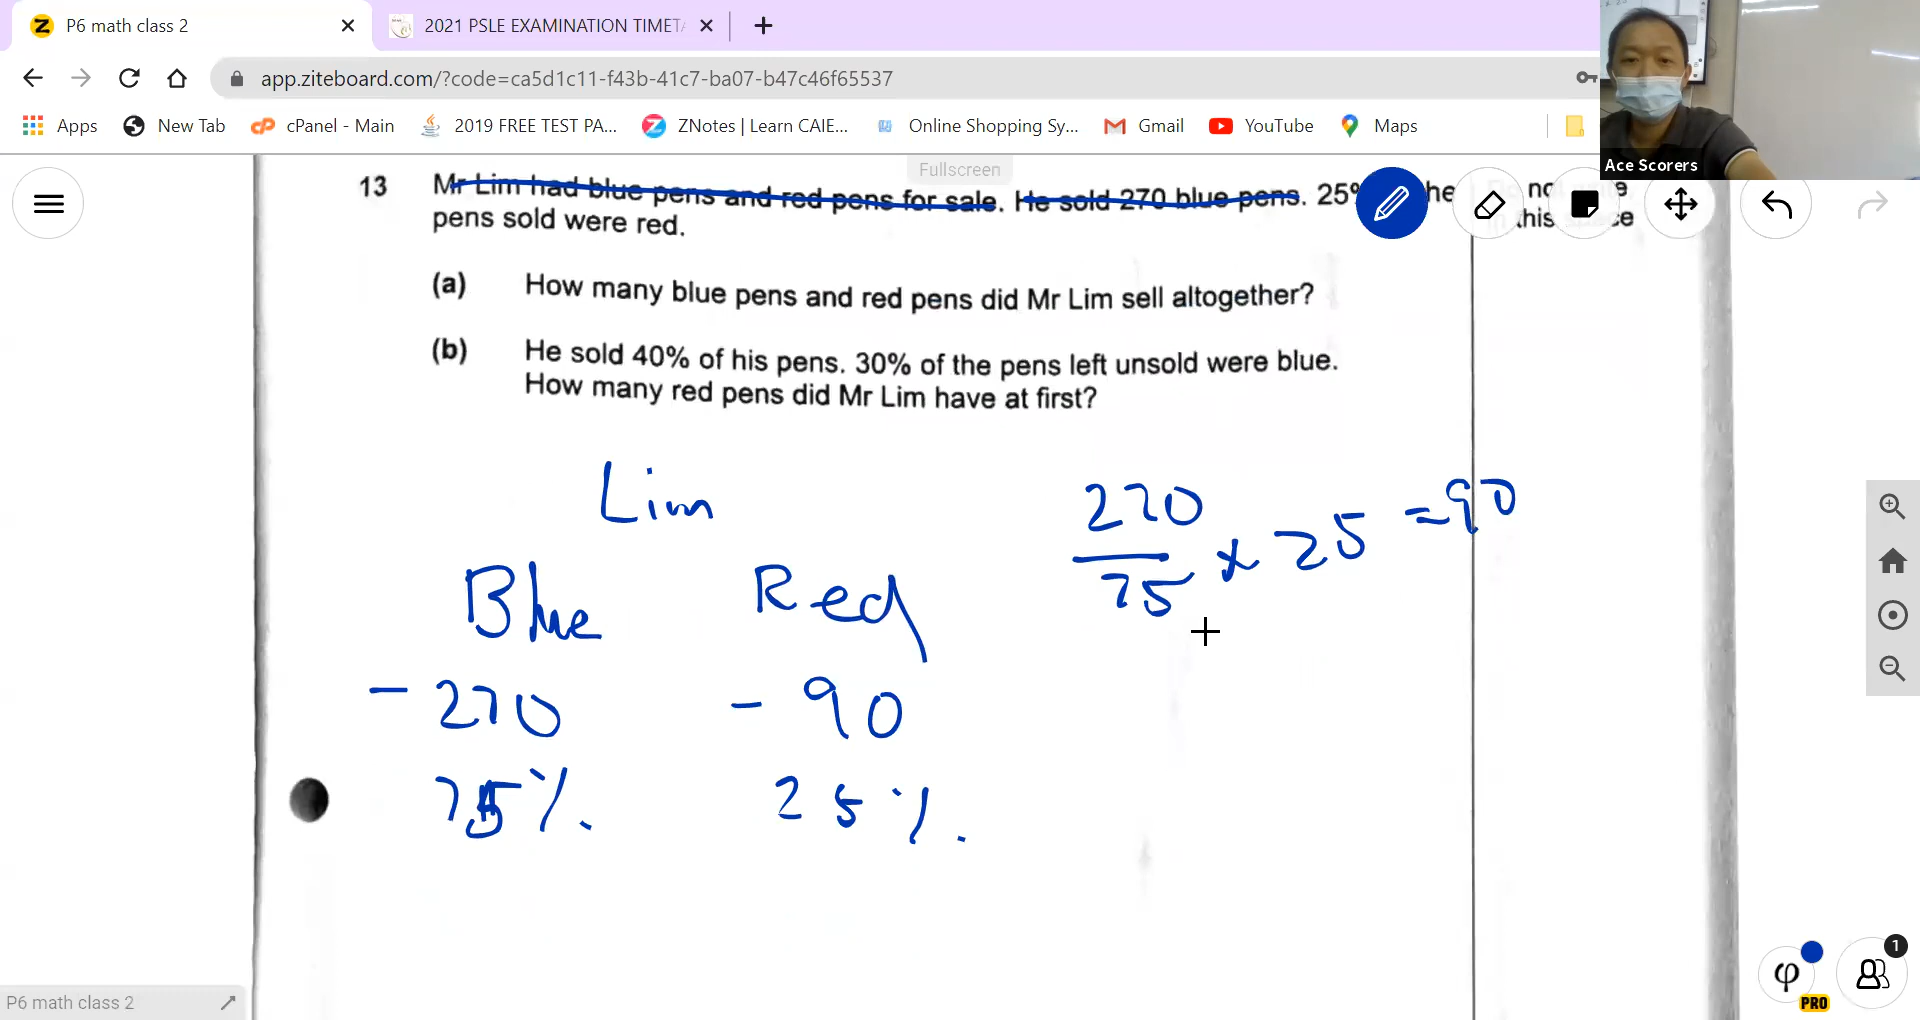 P6 math class 2
2021 PSLE EXAMINATION TIMET
app.ziteboard.com/?code=ca5d1c11-f43b-41c7-ba07-b47c46f65537
Apps New Tab cPanel - Main 2019 FREE TEST PA... ZNotes | Learn CAIE... Online Shopping Sy... Gmail YouTube Maps
Ace Scorers
Fullscreen
13 Mr Lim had blue pens and red pens for sale. He sold 270 blue pens. 25% he
pens sold were red.
(a) How many blue pens and red pens did Mr Lim sell altogether?
(b) He sold 40% of his pens. 30% of the pens left unsold were blue.
How many red pens did Mr Lim have at first?
Lim
Blue Red
- 270 - 90
75% 25%
270
75 × 25 = 90
P6 math class 2
PRO
1